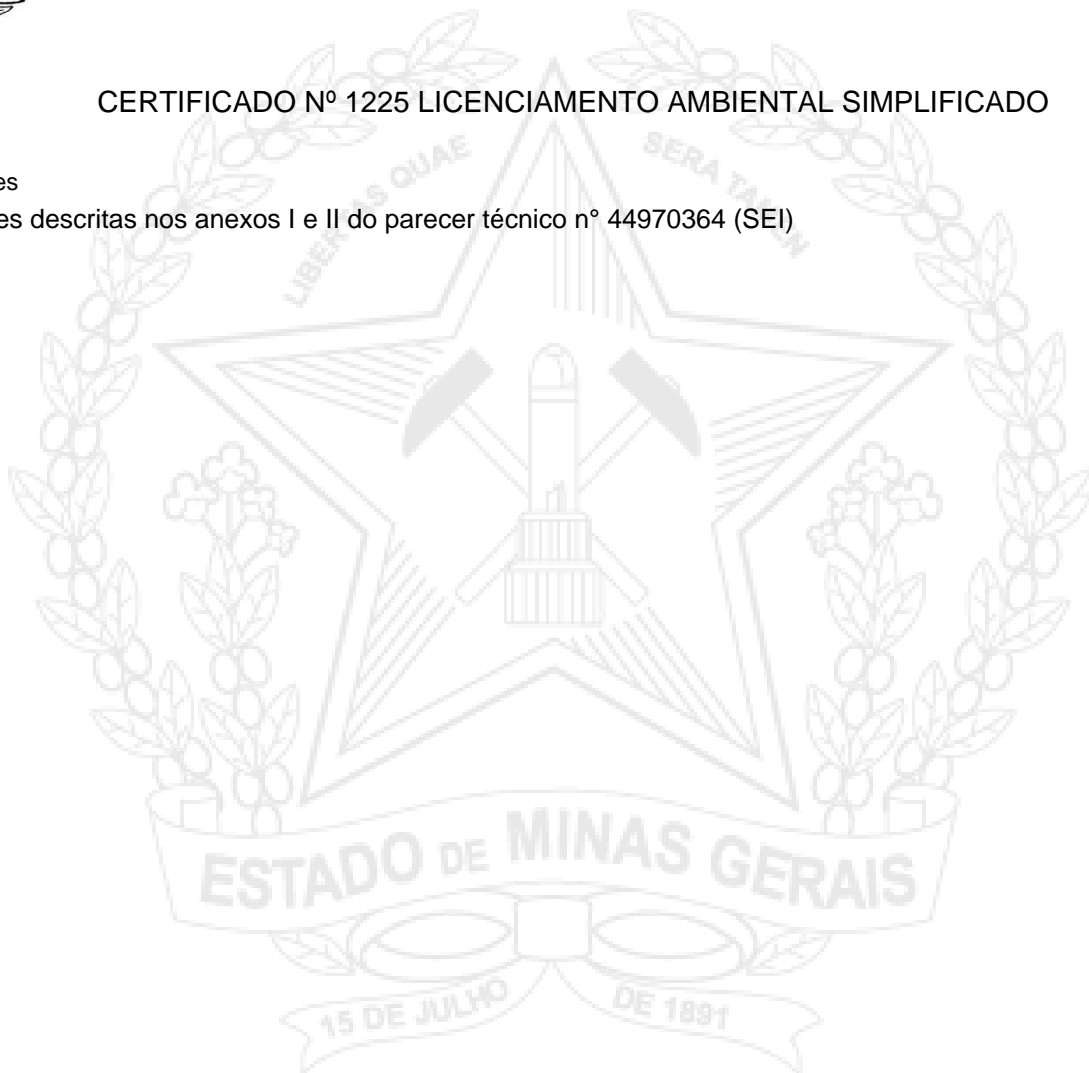 CERTIFICADO Nº 1225 LICENCIAMENTO AMBIENTAL SIMPLIFICADO
es
es descritas nos anexos I e II do parecer técnico n° 44970364 (SEI)
LIBERTAS QUAE SERA TAMEN
ESTADO DE MINAS GERAIS
15 DE JULHO DE 1891